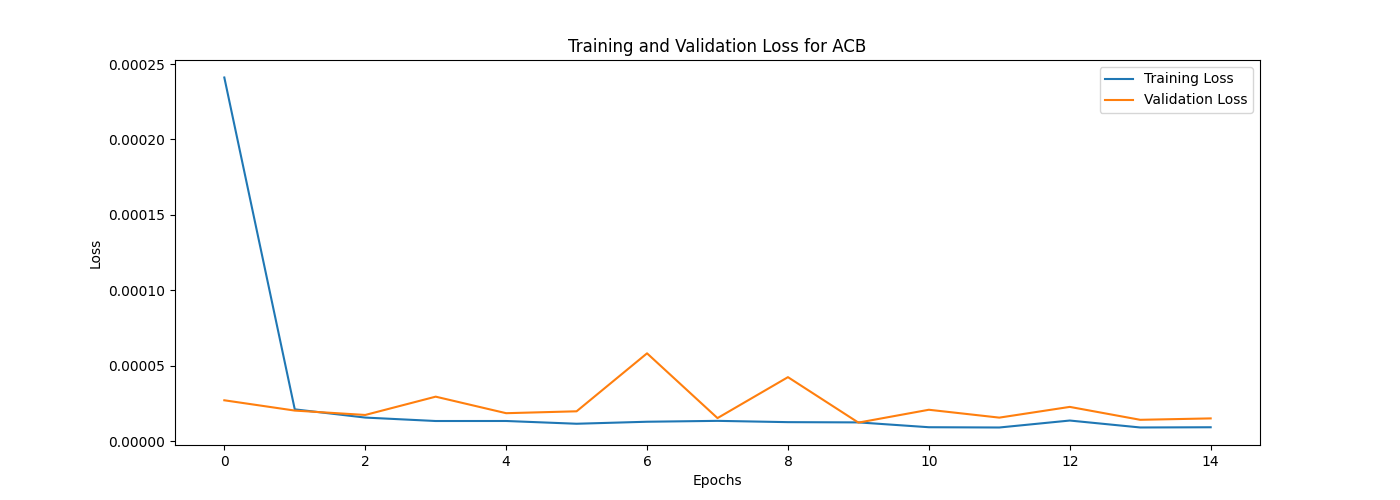 Training and Validation Loss for ACB
Training Loss
Validation Loss
0.00025
0.00020
0.00015
0.00010
0.00005
0.00000
Loss
0 2 4 6 8 10 12 14
Epochs